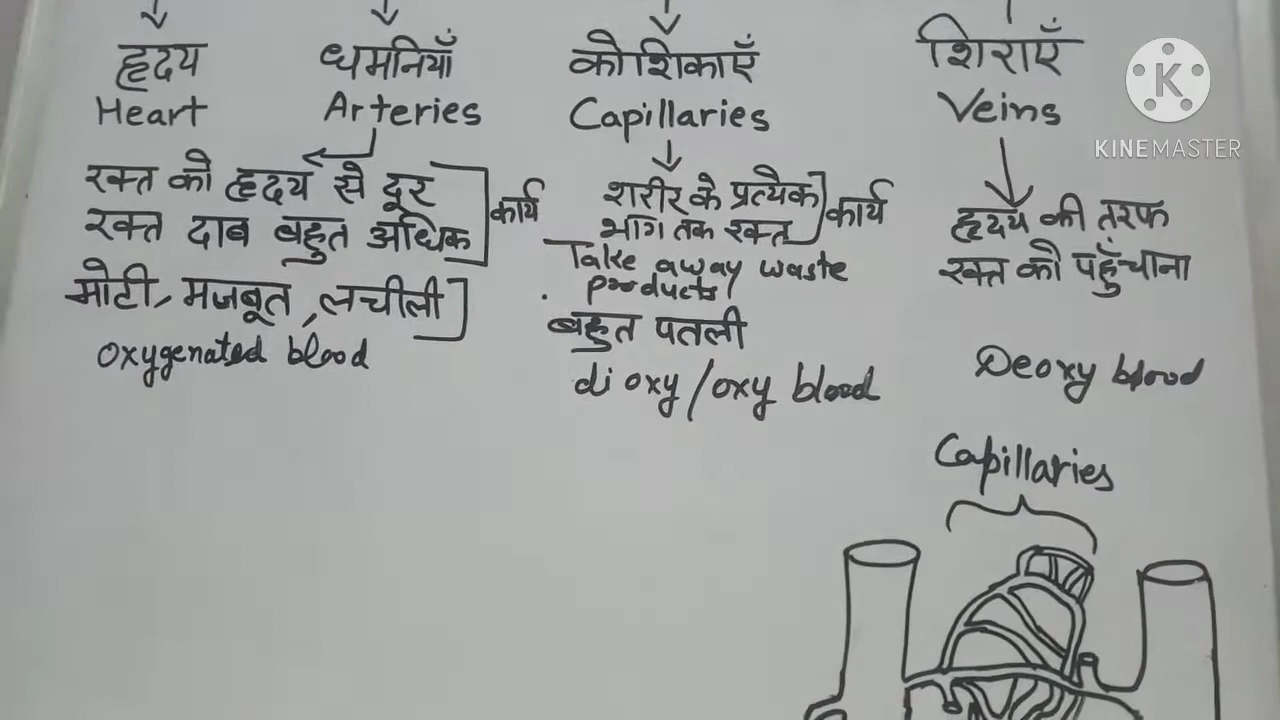 हृदय
Heart
धमनियाँ
Arteries
रक्त को हृदय से दूर
रक्त दाब बहुत अधिक
कार्य
मोटी, मजबूत, लचीली
oxygenated blood
कोशिकाएँ
Capillaries
शरीर के प्रत्येक
भाग तक रक्त
कार्य
Take away waste
products
बहुत पतली
di oxy/oxy blood
शिराएँ
Veins
हृदय की तरफ
रक्त को पहुँचाना
Deoxy blood
Capillaries
K
KINEMASTER